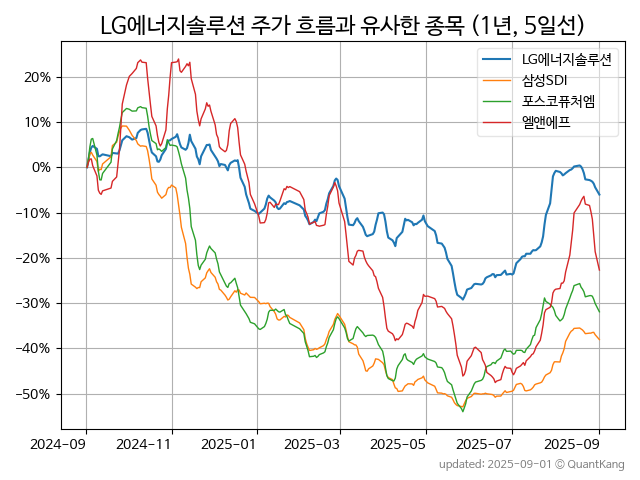 LG에너지솔루션 주가 흐름과 유사한 종목 (1년, 5일선)
LG에너지솔루션
삼성SDI
포스코퓨처엠
엘앤에프
20%
10%
0%
−10%
−20%
−30%
−40%
−50%
2024-09
2024-11
2025-01
2025-03
2025-05
2025-07
2025-09
updated: 2025-09-01 © QuantKang